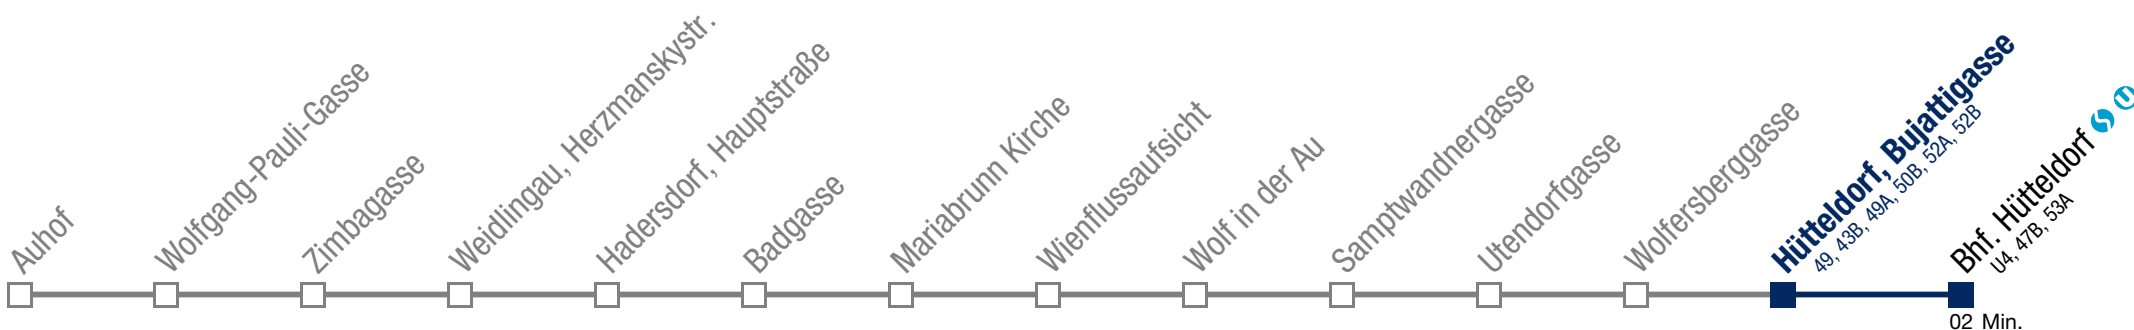 Auhof
Wolfgang-Pauli-Gasse
Zimbagasse
Weidlingau, Herzmanskystr.
Hadersdorf, Hauptstraße
Badgasse
Mariabrunn Kirche
Wienflussaufsicht
Wolf in der Au
Samptwandnergasse
Utendorfgasse
Wolfersberggasse
Hütteldorf, Bujattigasse
49, 43B, 49A, 50B, 52A, 52B
Bhf. Hütteldorf S U
U4, 47B, 53A
02 Min.